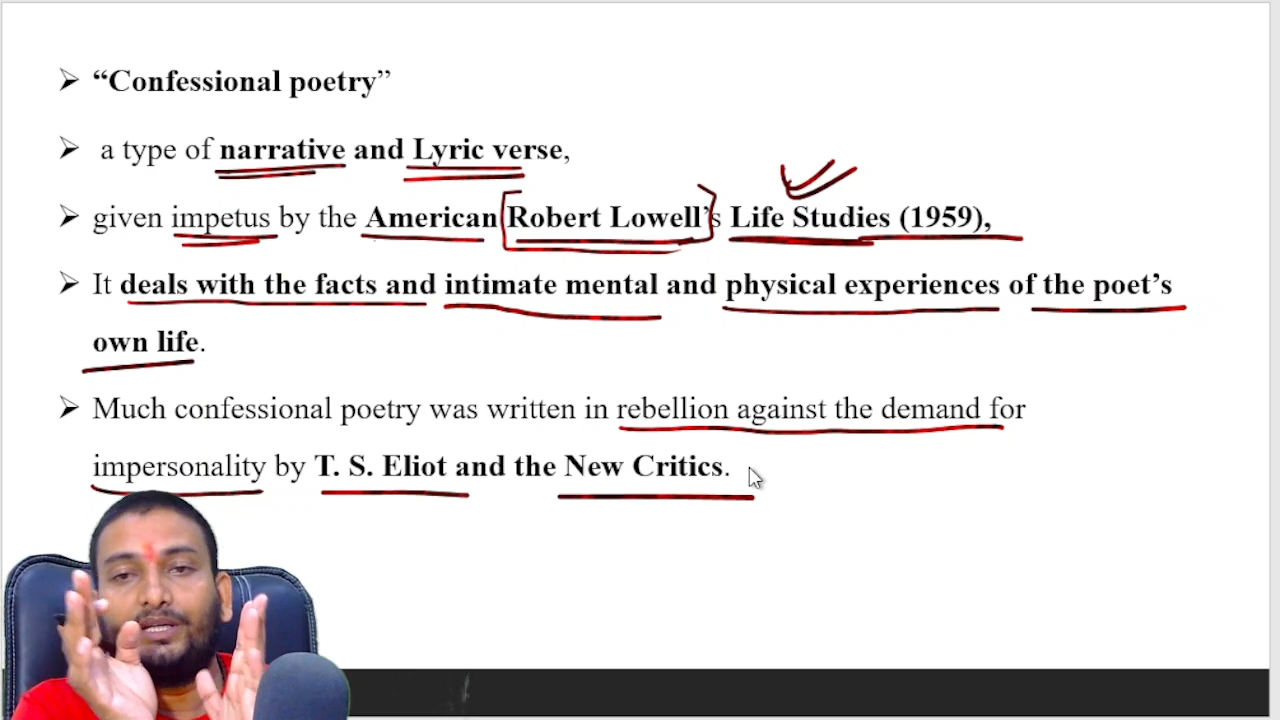 ➢ “Confessional poetry”
➢ a type of narrative and Lyric verse,
➢ given impetus by the American Robert Lowell’s Life Studies (1959),
➢ It deals with the facts and intimate mental and physical experiences of the poet’s
own life.
➢ Much confessional poetry was written in rebellion against the demand for
impersonality by T. S. Eliot and the New Critics.